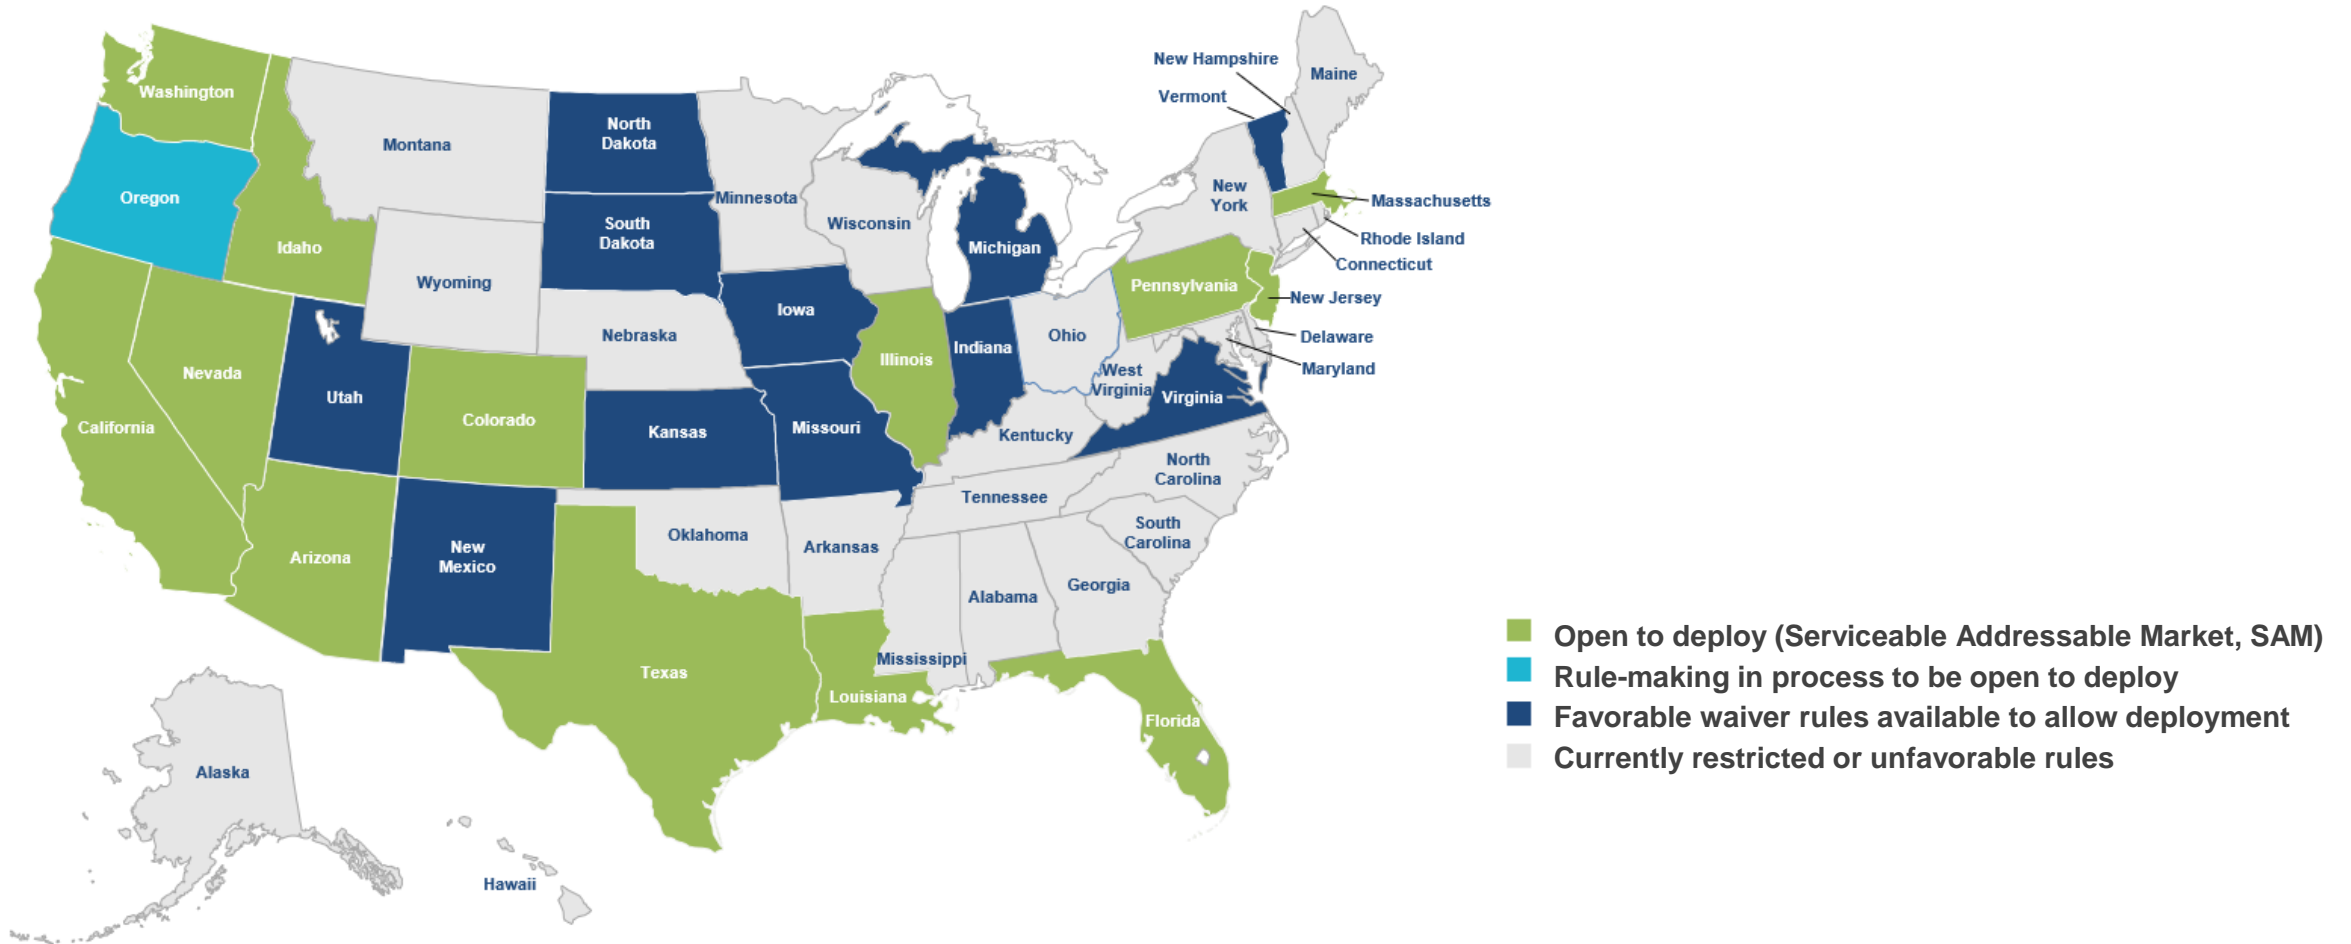 New Hampshire
Maine
Washington
Vermont
North
Dakota
Montana
Oregon
Minnesota
New
York
Massachusetts
Wisconsin
South
Dakota
Rhode Island
Idaho
Michigan
Connecticut
Wyoming
Pennsylvania
New Jersey
Iowa
Nebraska
Ohio
Delaware
Indiana
Illinois
Maryland
Nevada
West
Virginia
Utah
Virginia
Colorado
California
Kansas
Missouri
Kentucky
North
Carolina
Tennessee
South
Carolina
Oklahoma
Arkansas
New
Mexico
Arizona
Georgia
Alabama
Mississippi
Texas
Louisiana
Florida
Alaska
Hawaii
Open to deploy (Serviceable Addressable Market, SAM)
Rule-making in process to be open to deploy
Favorable waiver rules available to allow deployment
Currently restricted or unfavorable rules